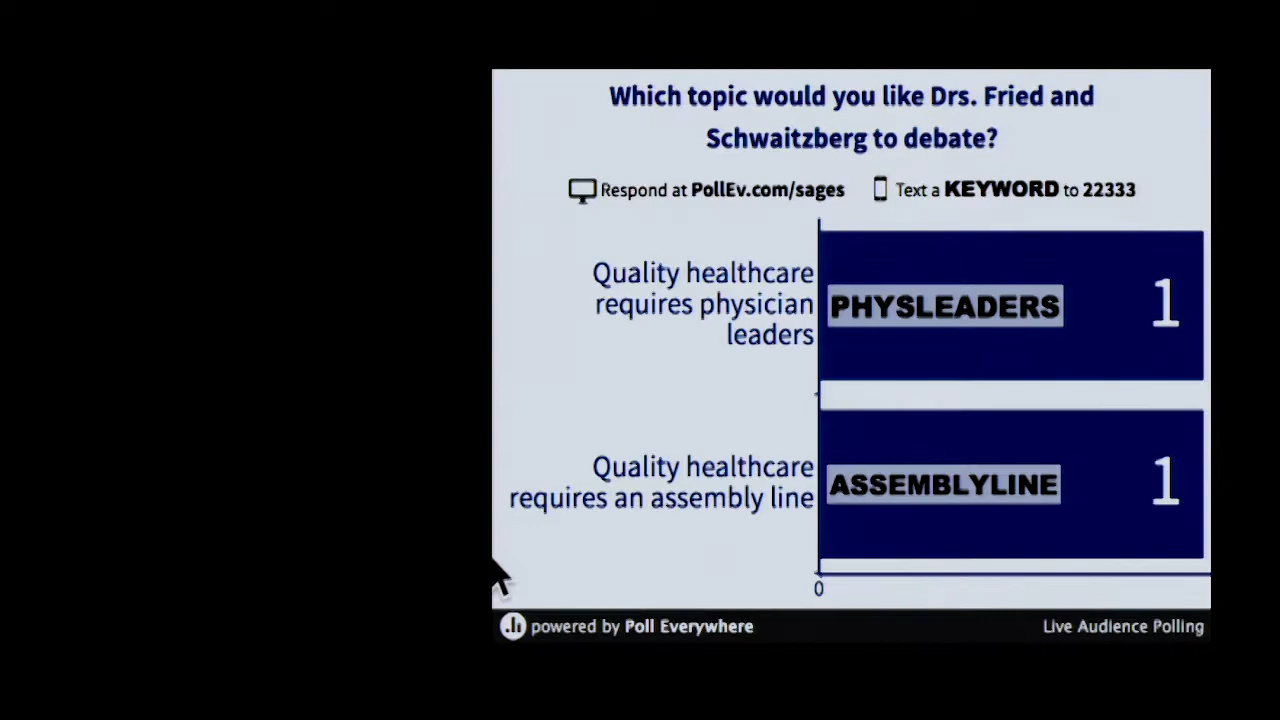 Which topic would you like Drs. Fried and
Schwaitzberg to debate?
Respond at PollEv.com/sages
Text a KEYWORD to 22333
Quality healthcare
requires physician
leaders
PHYSLEADERS
1
Quality healthcare
requires an assembly line
ASSEMBLYLINE
1
0
powered by Poll Everywhere
Live Audience Polling